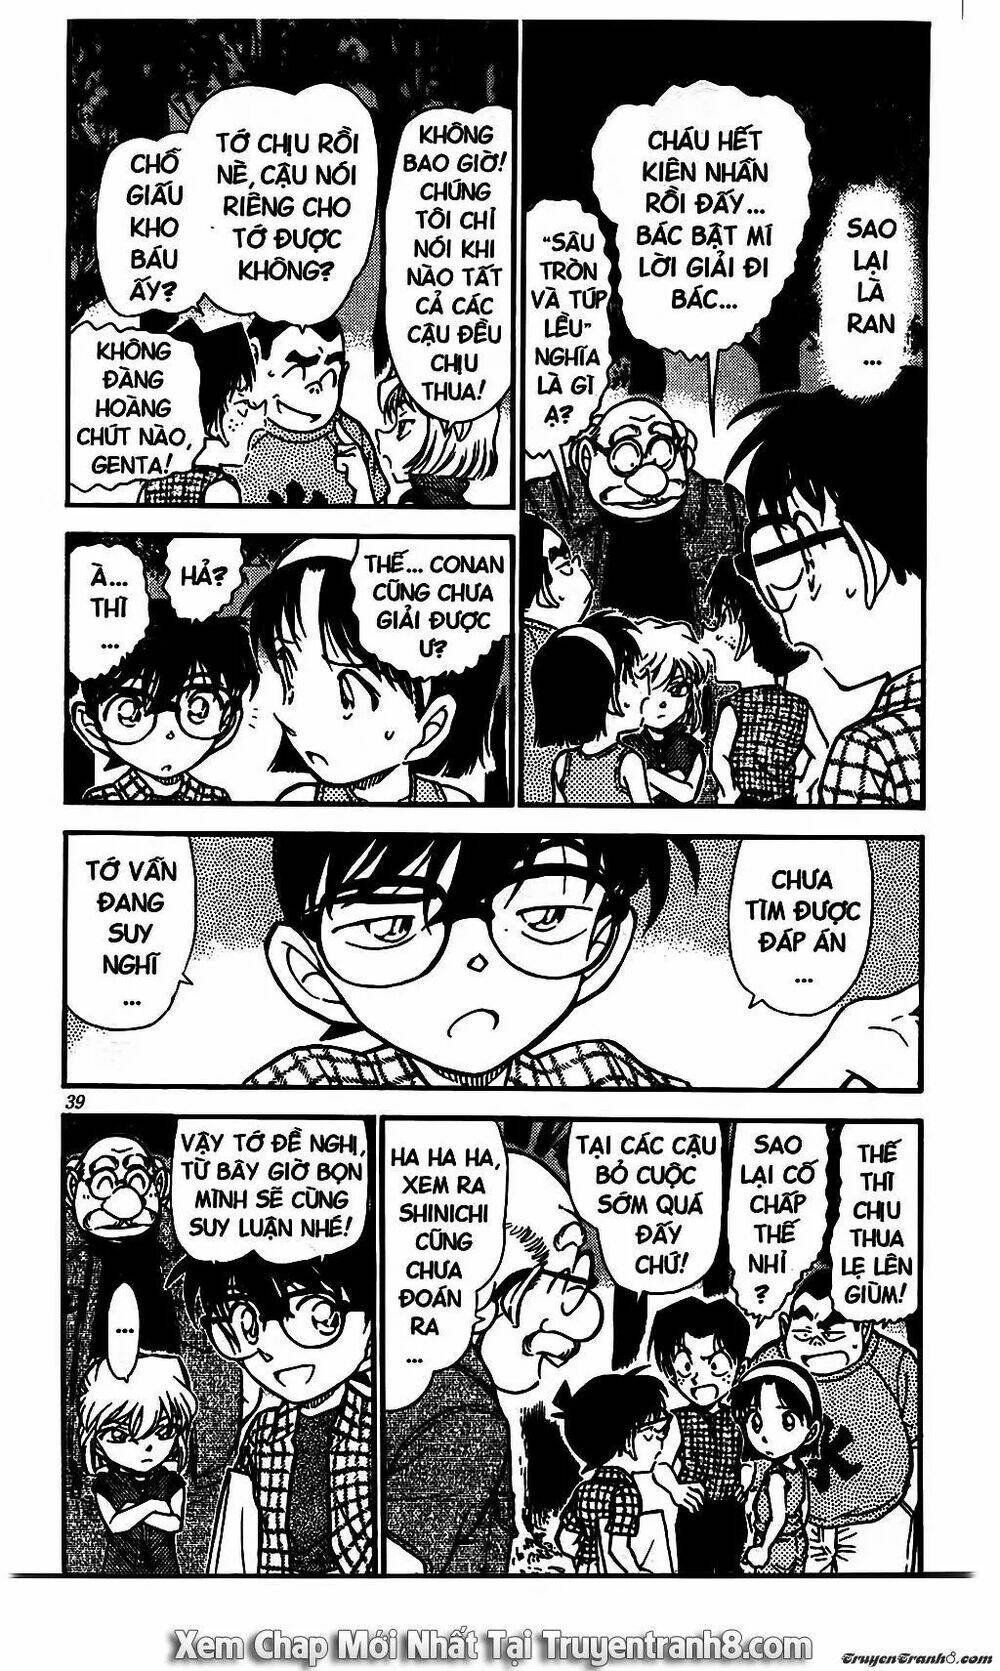 SAO
LẠI
LÀ
RAN
...
CHÁU HẾT
KIÊN NHẪN
RỒI ĐẤY...
BÁC BẬT MÍ
LỜI GIẢI ĐI
BÁC...
"SÂU
TRÒN
VÀ TÚP
LỀU"
NGHĨA
LÀ GÌ
Ạ?
KHÔNG
BAO GIỜ!
CHÚNG
TÔI CHỈ
NÓI KHI
NÀO TẤT
CẢ CÁC
CẬU ĐỀU
CHỊU
THUA!
TỚ CHỊU RỒI
NÈ, CẬU NÓI
RIÊNG CHO
TỚ ĐƯỢC
KHÔNG?
CHỖ
GIẤU
KHO
BÁU
ẤY?
KHÔNG
ĐÀNG
HOÀNG
CHÚT NÀO,
GENTA!
THẾ... CONAN
CŨNG CHƯA
GIẢI ĐƯỢC
Ư?
HẢ?
À...
THÌ
...
CHƯA
TÌM ĐƯỢC
ĐÁP ÁN
...
TỚ VẪN
ĐANG
SUY
NGHĨ
...
39
THẾ
THÌ
CHỊU
THUA
LẸ LÊN
GIÙM!
SAO
LẠI CỐ
CHẤP
THẾ
NHỈ
?
TẠI CÁC CẬU
BỎ CUỘC
SỚM QUÁ
ĐẤY
CHỨ!
HA HA HA,
XEM RA
SHINICHI
CŨNG
CHƯA
ĐOÁN
RA
...
VẬY TỚ ĐỀ NGHỊ,
TỪ BÂY GIỜ BỌN
MÌNH SẼ CÙNG
SUY LUẬN NHÉ!
...
Xem Chap Mới Nhất Tại Truyentranh8.com
TruyenTranh8.com